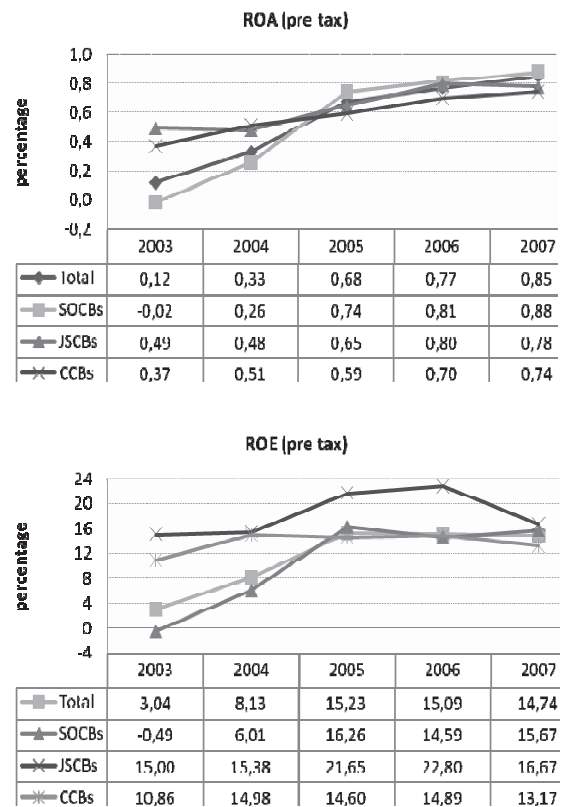 ROA (pre tax)
percentage
1,0
0,8
0,6
0,4
0,2
0,0
-0,2
2003 2004 2005 2006 2007
Total 0,12 0,33 0,68 0,77 0,85
SOCBs -0,02 0,26 0,74 0,81 0,88
JSCBs 0,49 0,48 0,65 0,80 0,78
CCBs 0,37 0,51 0,59 0,70 0,74
ROE (pre tax)
percentage
24
20
16
12
8
4
0
-4
2003 2004 2005 2006 2007
Total 3,04 8,13 15,23 15,09 14,74
SOCBs -0,49 6,01 16,26 14,59 15,67
JSCBs 15,00 15,38 21,65 22,80 16,67
CCBs 10,86 14,98 14,60 14,89 13,17